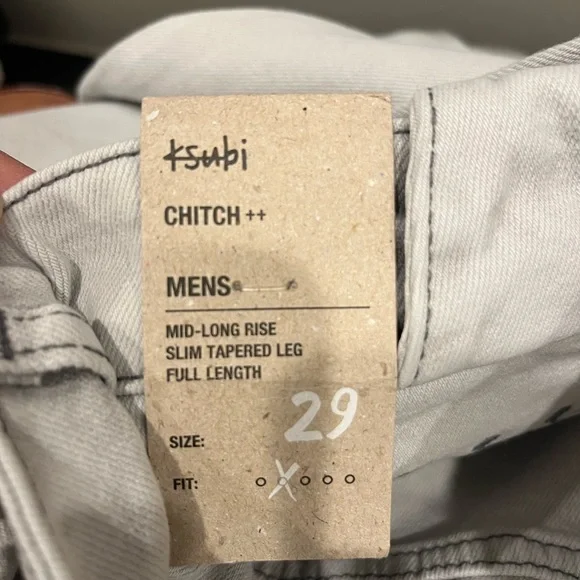 ksubi
CHITCH ++
MENS
MID-LONG RISE
SLIM TAPERED LEG
FULL LENGTH
SIZE: 29
FIT: